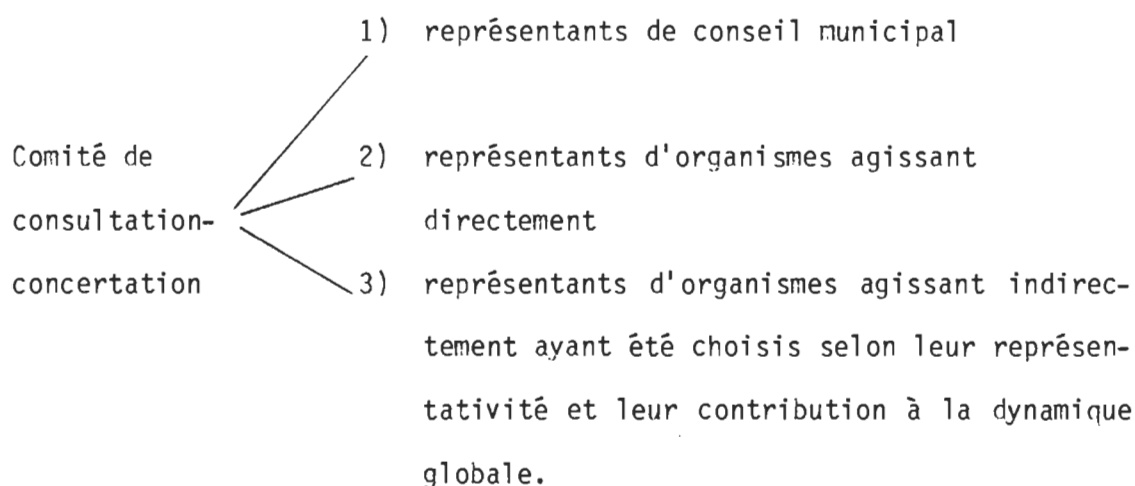 1) représentants de conseil municipal
Comité de
consultation-
concertation
2) représentants d'organismes agissant
directement
3) représentants d'organismes agissant indirec-
tement ayant été choisis selon leur représen-
tativité et leur contribution à la dynamique
globale.